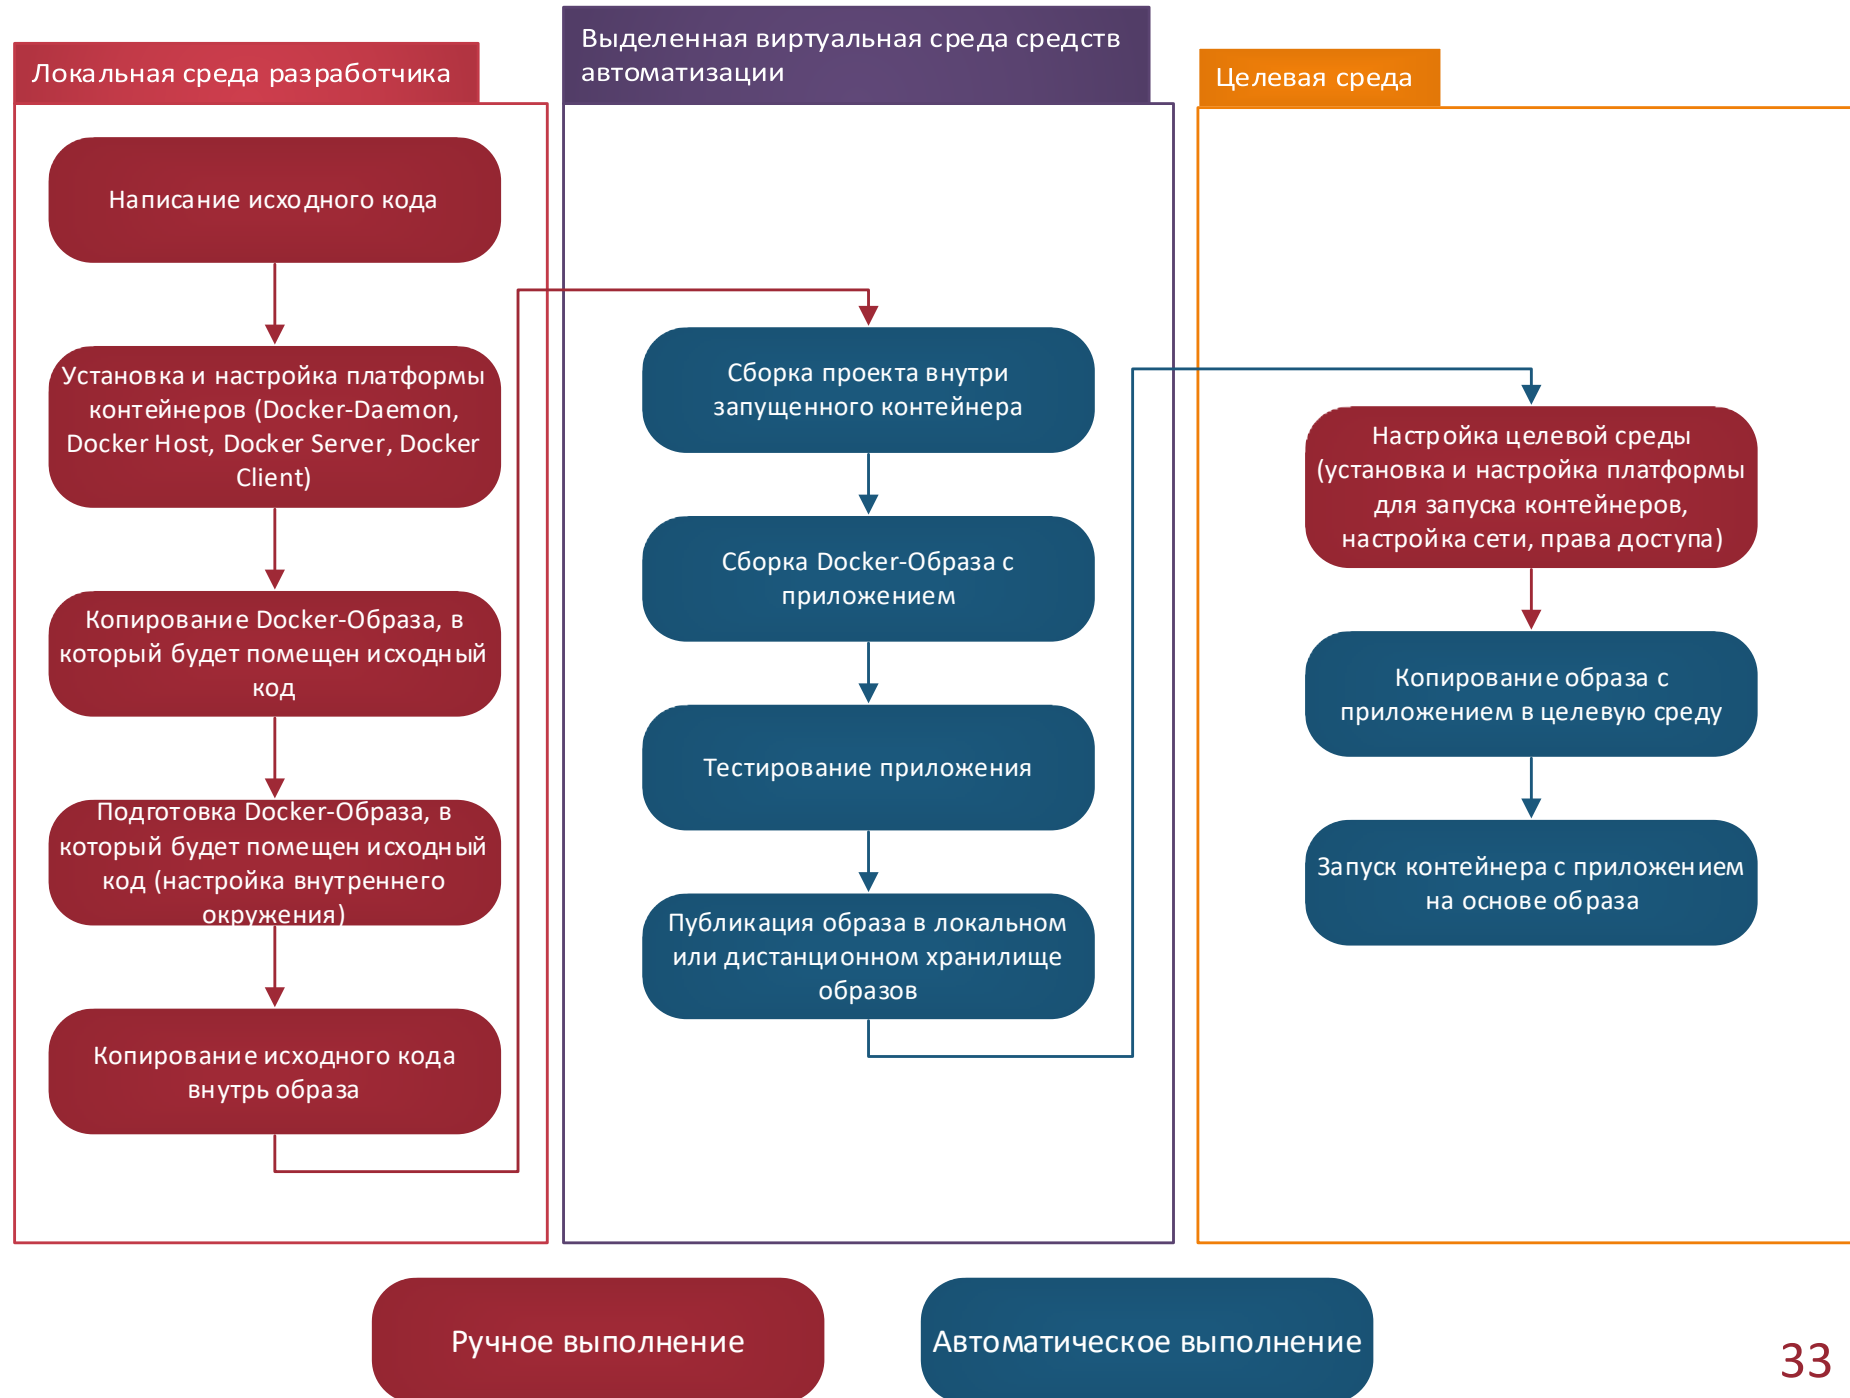 Локальная среда разработчика
Написание исходного кода
Установка и настройка платформы
контейнеров (Docker-Daemon,
Docker Host, Docker Server, Docker
Client)
Копирование Docker-Образа, в
который будет помещен исходный
код
Подготовка Docker-Образа, в
который будет помещен исходный
код (настройка внутреннего
окружения)
Копирование исходного кода
внутрь образа
Выделенная виртуальная среда средств
автоматизации
Сборка проекта внутри
запущенного контейнера
Сборка Docker-Образа с
приложением
Тестирование приложения
Публикация образа в локальном
или дистанционном хранилище
образов
Целевая среда
Настройка целевой среды
(установка и настройка платформы
для запуска контейнеров,
настройка сети, права доступа)
Копирование образа с
приложением в целевую среду
Запуск контейнера с приложением
на основе образа
Ручное выполнение
Автоматическое выполнение
33